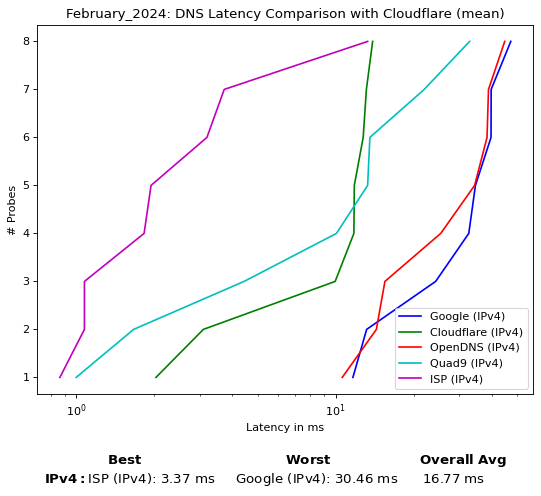 February_2024: DNS Latency Comparison with Cloudflare (mean)
8
7
6
5
4
3
2
1
# Probes
10⁰
10¹
Latency in ms
Google (IPv4)
Cloudflare (IPv4)
OpenDNS (IPv4)
Quad9 (IPv4)
ISP (IPv4)
Best Worst Overall Avg
IPv4: ISP (IPv4): 3.37 ms Google (IPv4): 30.46 ms 16.77 ms